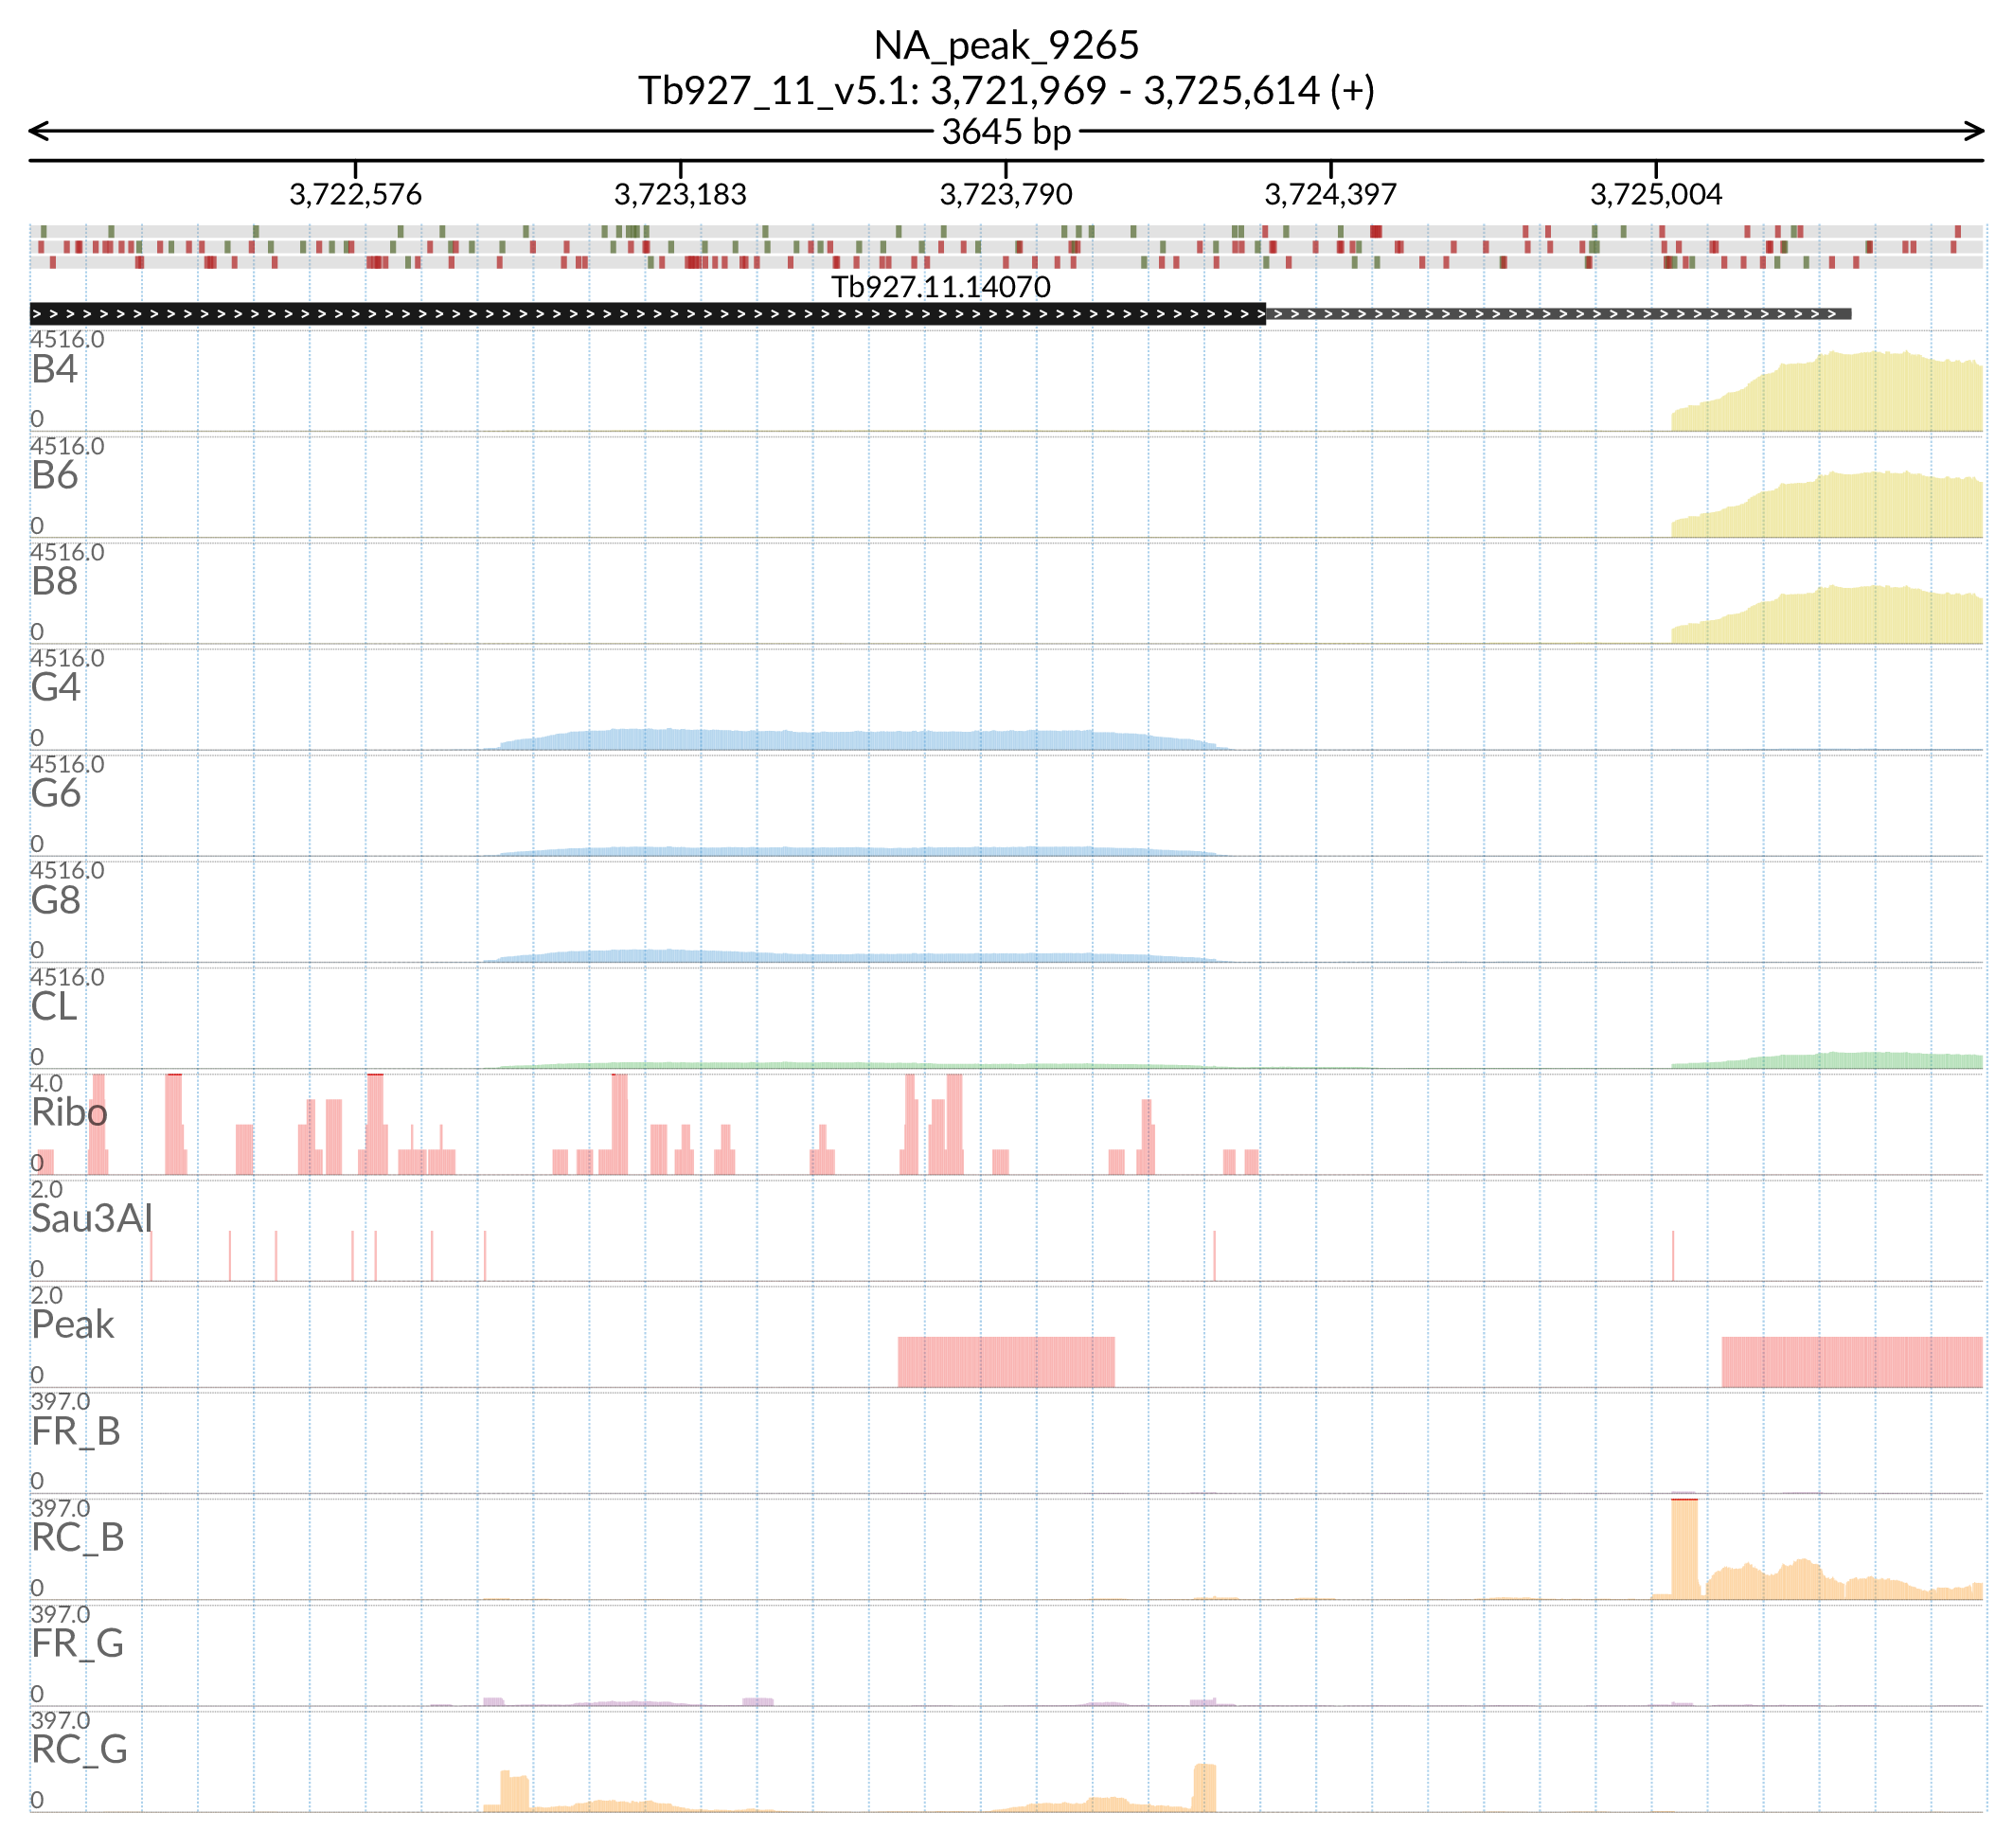 NA_peak_9265
Tb927_11_v5.1: 3,721,969 - 3,725,614 (+)
3645 bp
3,722,576 3,723,183 3,723,790 3,724,397 3,725,004
Tb927.11.14070
4516.0
B4
0
4516.0
B6
0
4516.0
B8
0
4516.0
G4
0
4516.0
G6
0
4516.0
G8
0
4516.0
CL
0
4.0
Ribo
0
2.0
Sau3AI
0
2.0
Peak
0
397.0
FR_B
0
397.0
RC_B
0
397.0
FR_G
0
397.0
RC_G
0